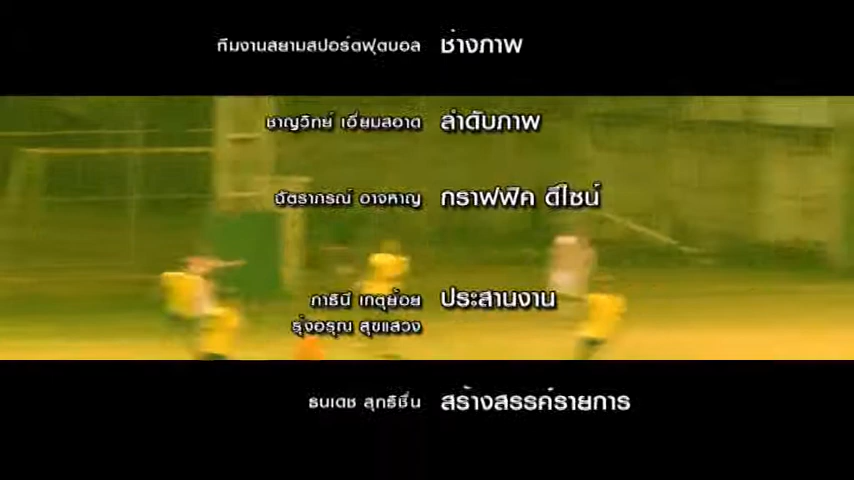 ทีมงานสยามสปอร์ตฟุตบอล ช่างภาพ
ชาญวิทย์ เอี่ยมสอาด ลำดับภาพ
ฉัตราภรณ์ อาจหาญ กราฟฟิค ดีไซน์
ภาธินี เกตุย้อย ประสานงาน
รุ่งอรุณ สุขแสวง
ธนเดช สุทธิชื่น สร้างสรรค์รายการ